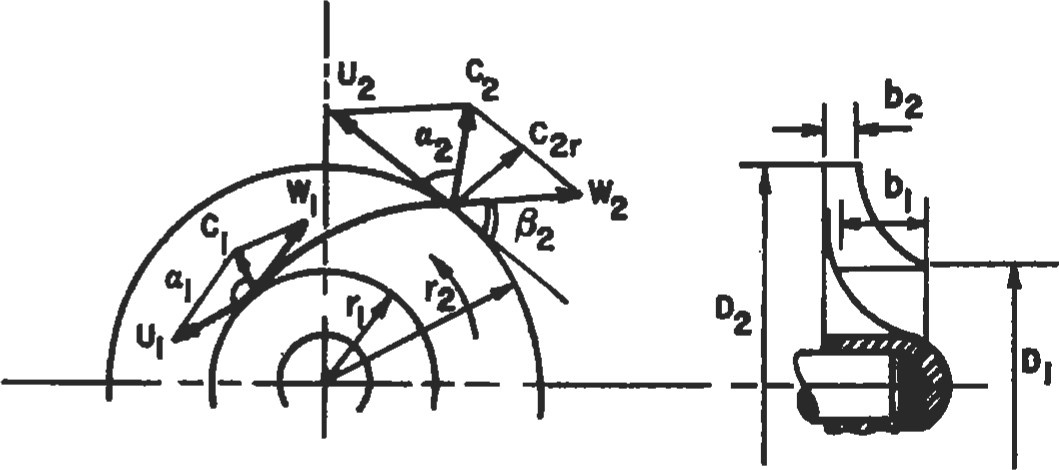 U₂
C₂
α₂
C₂r
W₂
β₂
W₁
C₁
α₁
U₁
r₁
r₂
b₂
b₁
D₂
D₁